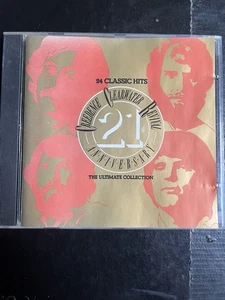 24 CLASSIC HITS
CREEDENCE CLEARWATER REVIVAL
21
ANNIVERSARY
THE ULTIMATE COLLECTION